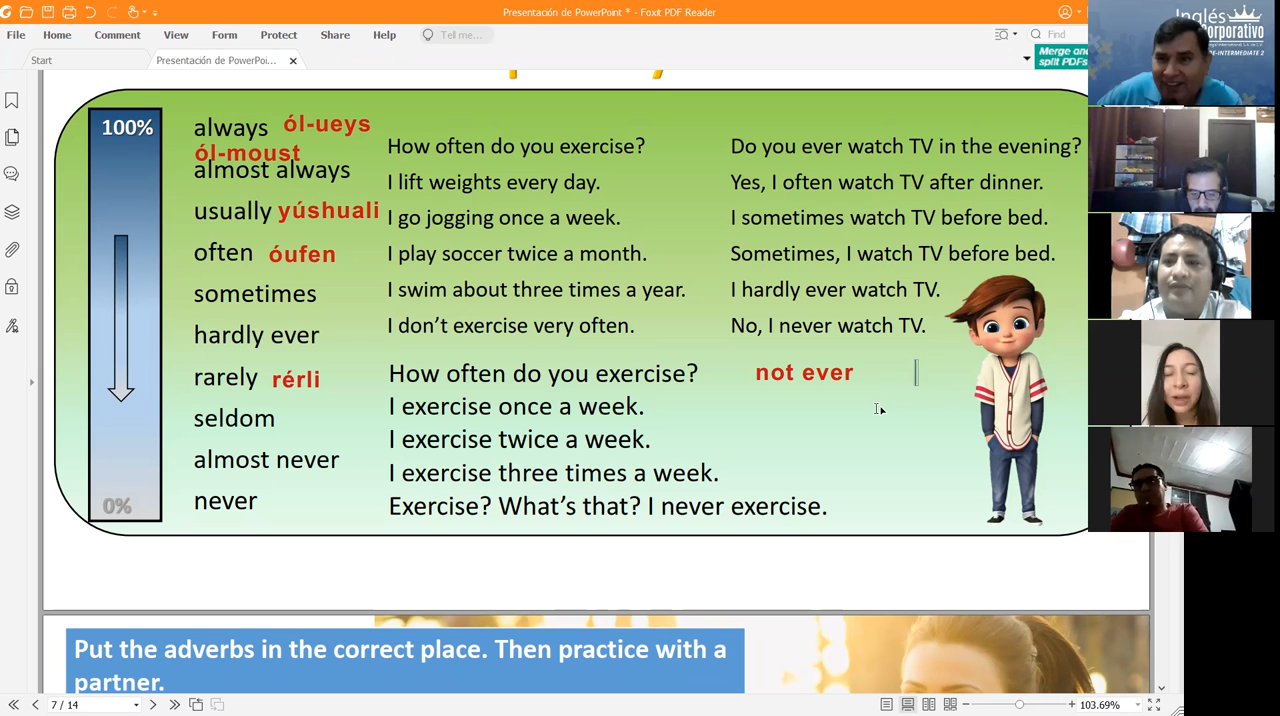 Presentación de PowerPoint * - Foxit PDF Reader
File Home Comment View Form Protect Share Help Tell me... Find
Start Presentación de PowerPoi... ×
Merge and
split PDFs
Inglés
Corporativo
PRE-INTERMEDIATE 2
100%
always ól-ueys
ól-moust
almost always
usually yúshuali
often óufen
sometimes
hardly ever
rarely rérli
seldom
almost never
never
0%
How often do you exercise?
I lift weights every day.
I go jogging once a week.
I play soccer twice a month.
I swim about three times a year.
I don’t exercise very often.
Do you ever watch TV in the evening?
Yes, I often watch TV after dinner.
I sometimes watch TV before bed.
Sometimes, I watch TV before bed.
I hardly ever watch TV.
No, I never watch TV.
How often do you exercise?
I exercise once a week.
I exercise twice a week.
I exercise three times a week.
Exercise? What’s that? I never exercise.
not ever
Put the adverbs in the correct place. Then practice with a
partner.
7 / 14
103.69%